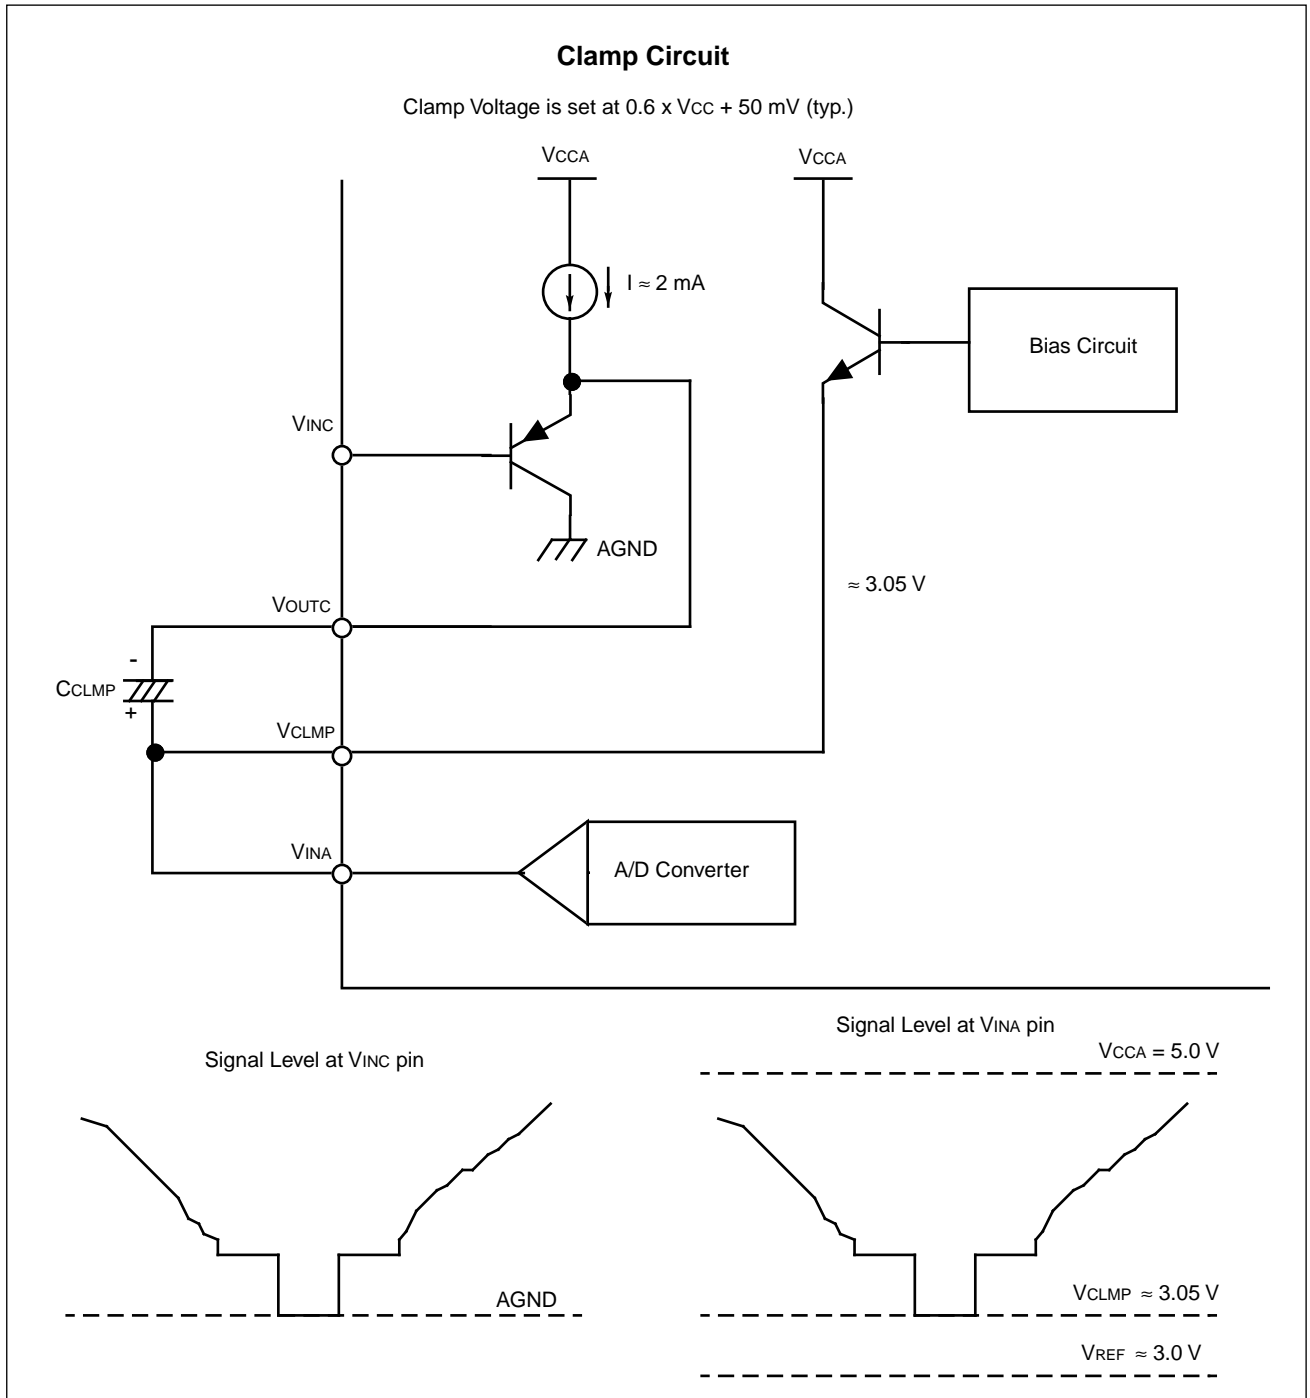 Clamp Circuit
Clamp Voltage is set at 0.6 x VCC + 50 mV (typ.)
VCCA
VCCA
I ≈ 2 mA
Bias Circuit
VINC
AGND
≈ 3.05 V
VOUTC
-
CCLMP
+
VCLMP
VINA
A/D Converter
Signal Level at VINC pin
AGND
Signal Level at VINA pin
VCCA = 5.0 V
VCLMP ≈ 3.05 V
VREF ≈ 3.0 V